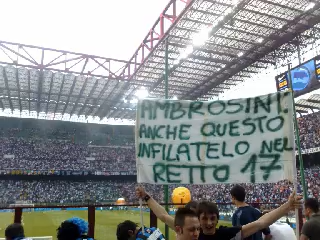 AMBROSINI:
ANCHE QUESTO
INFILATELO NEL
RETTO 17